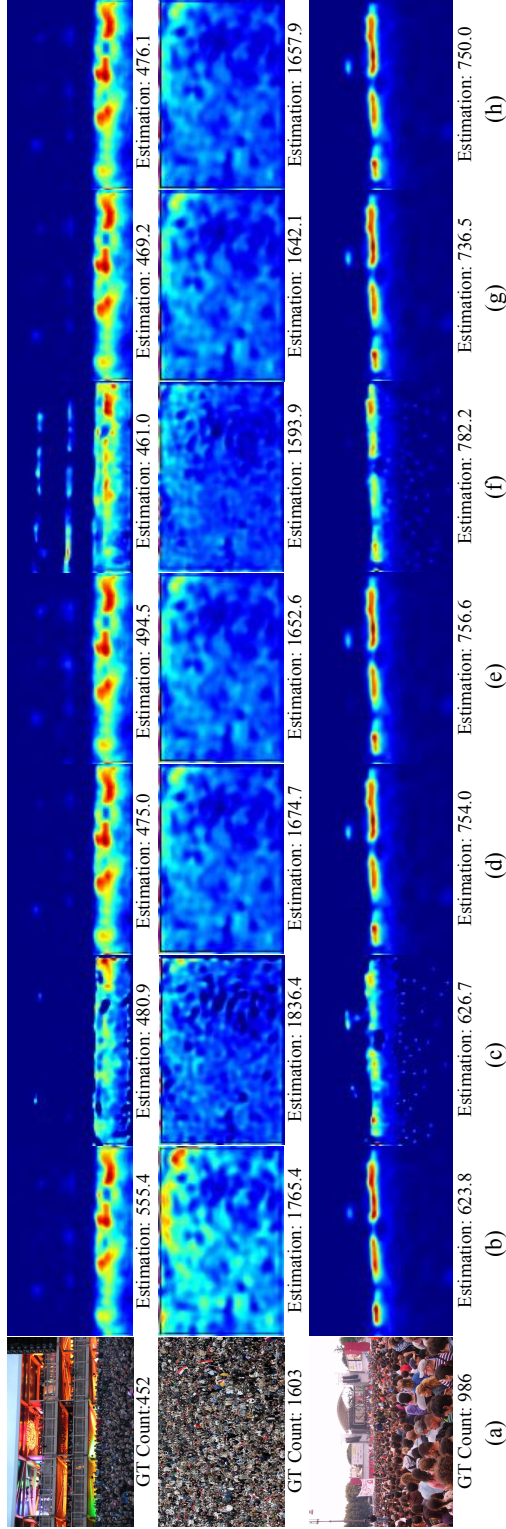 GT Count:452
Estimation: 555.4
Estimation: 480.9
Estimation: 475.0
Estimation: 494.5
Estimation: 461.0
Estimation: 469.2
Estimation: 476.1
GT Count: 1603
Estimation: 1765.4
Estimation: 1836.4
Estimation: 1674.7
Estimation: 1652.6
Estimation: 1593.9
Estimation: 1642.1
Estimation: 1657.9
GT Count: 986
Estimation: 623.8
Estimation: 626.7
Estimation: 754.0
Estimation: 756.6
Estimation: 782.2
Estimation: 736.5
Estimation: 750.0
(a)
(b)
(c)
(d)
(e)
(f)
(g)
(h)